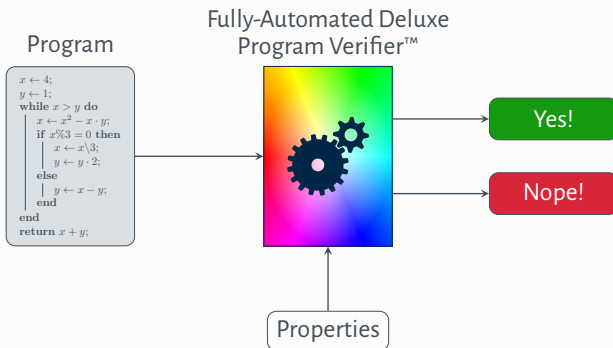 Fully-Automated Deluxe
Program Verifier™
Program
x ← 4;
y ← 1;
while x > y do
x ← x² − x · y;
if x%3 = 0 then
x ← x\3;
y ← y · 2;
else
y ← x − y;
end
end
return x + y;
Yes!
Nope!
Properties